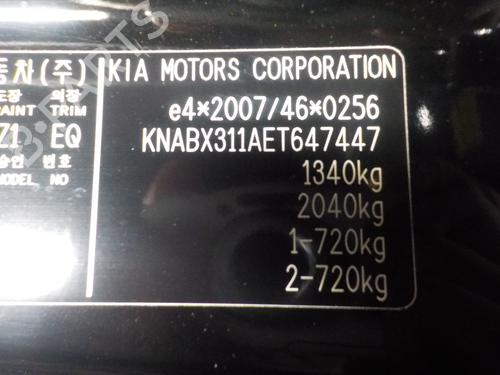 동차(주) KIA MOTORS CORPORATION
도장 외장
PAINT TRIM
Z1 EQ
승인 번호
MODEL NO
e4*2007/46*0256
KNABX311AET647447
1340kg
2040kg
1-720kg
2-720kg